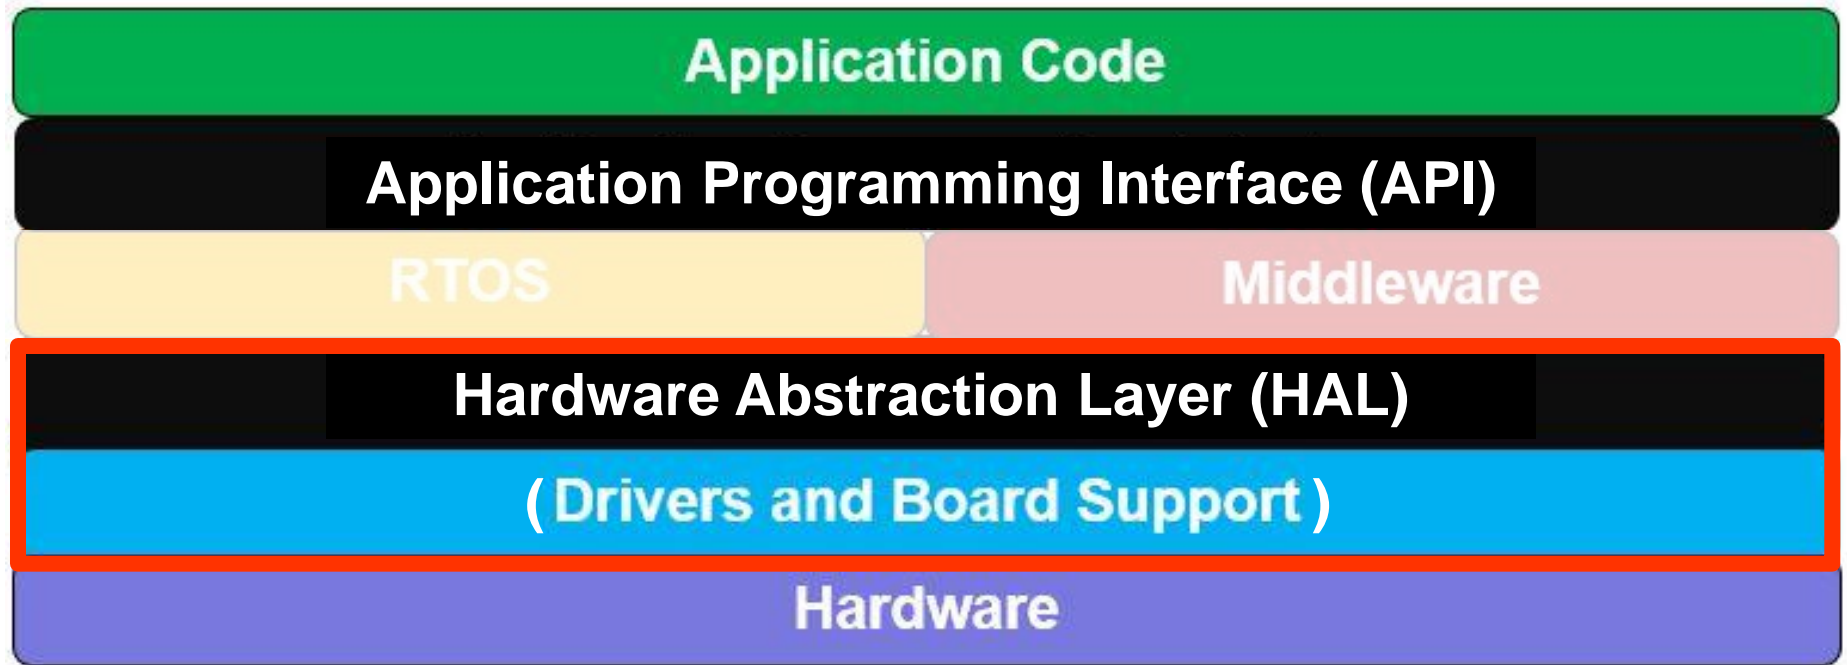 Application Code
Application Programming Interface (API)
RTOS
Middleware
Hardware Abstraction Layer (HAL)
(Drivers and Board Support)
Hardware